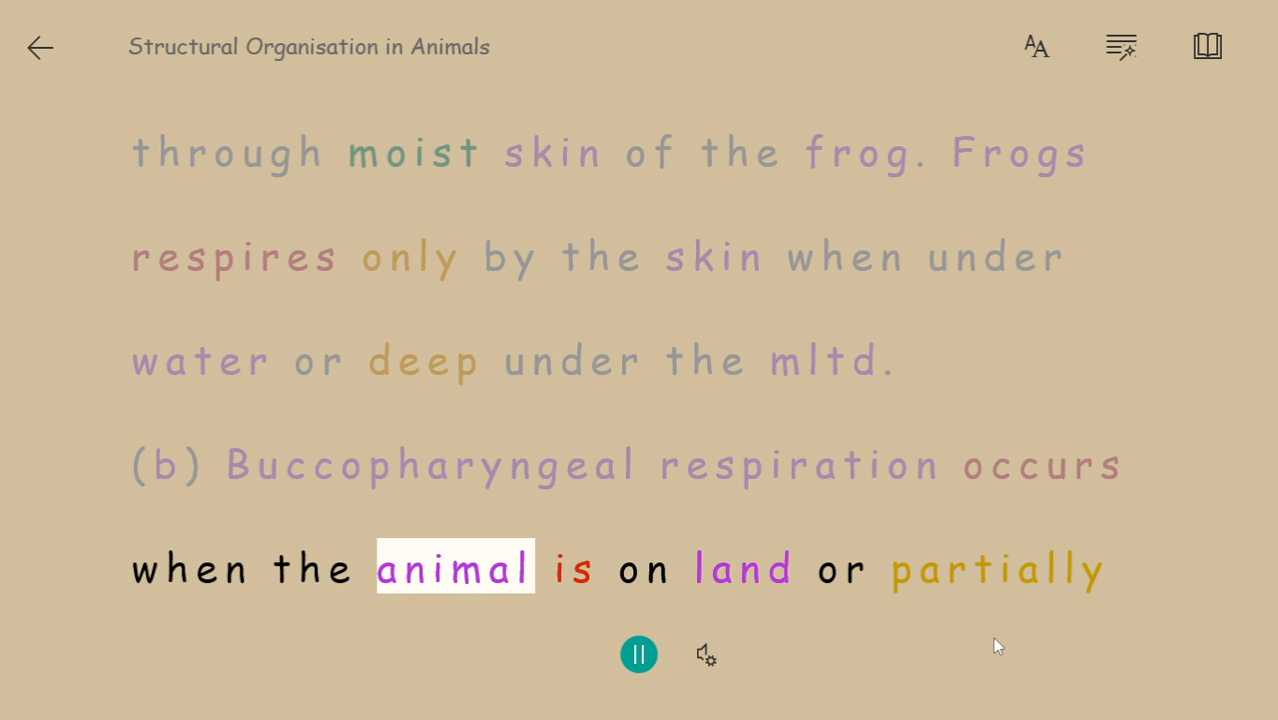 Structural Organisation in Animals
through moist skin of the frog. Frogs
respires only by the skin when under
water or deep under the mltd.
(b) Buccopharyngeal respiration occurs
when the animal is on land or partially